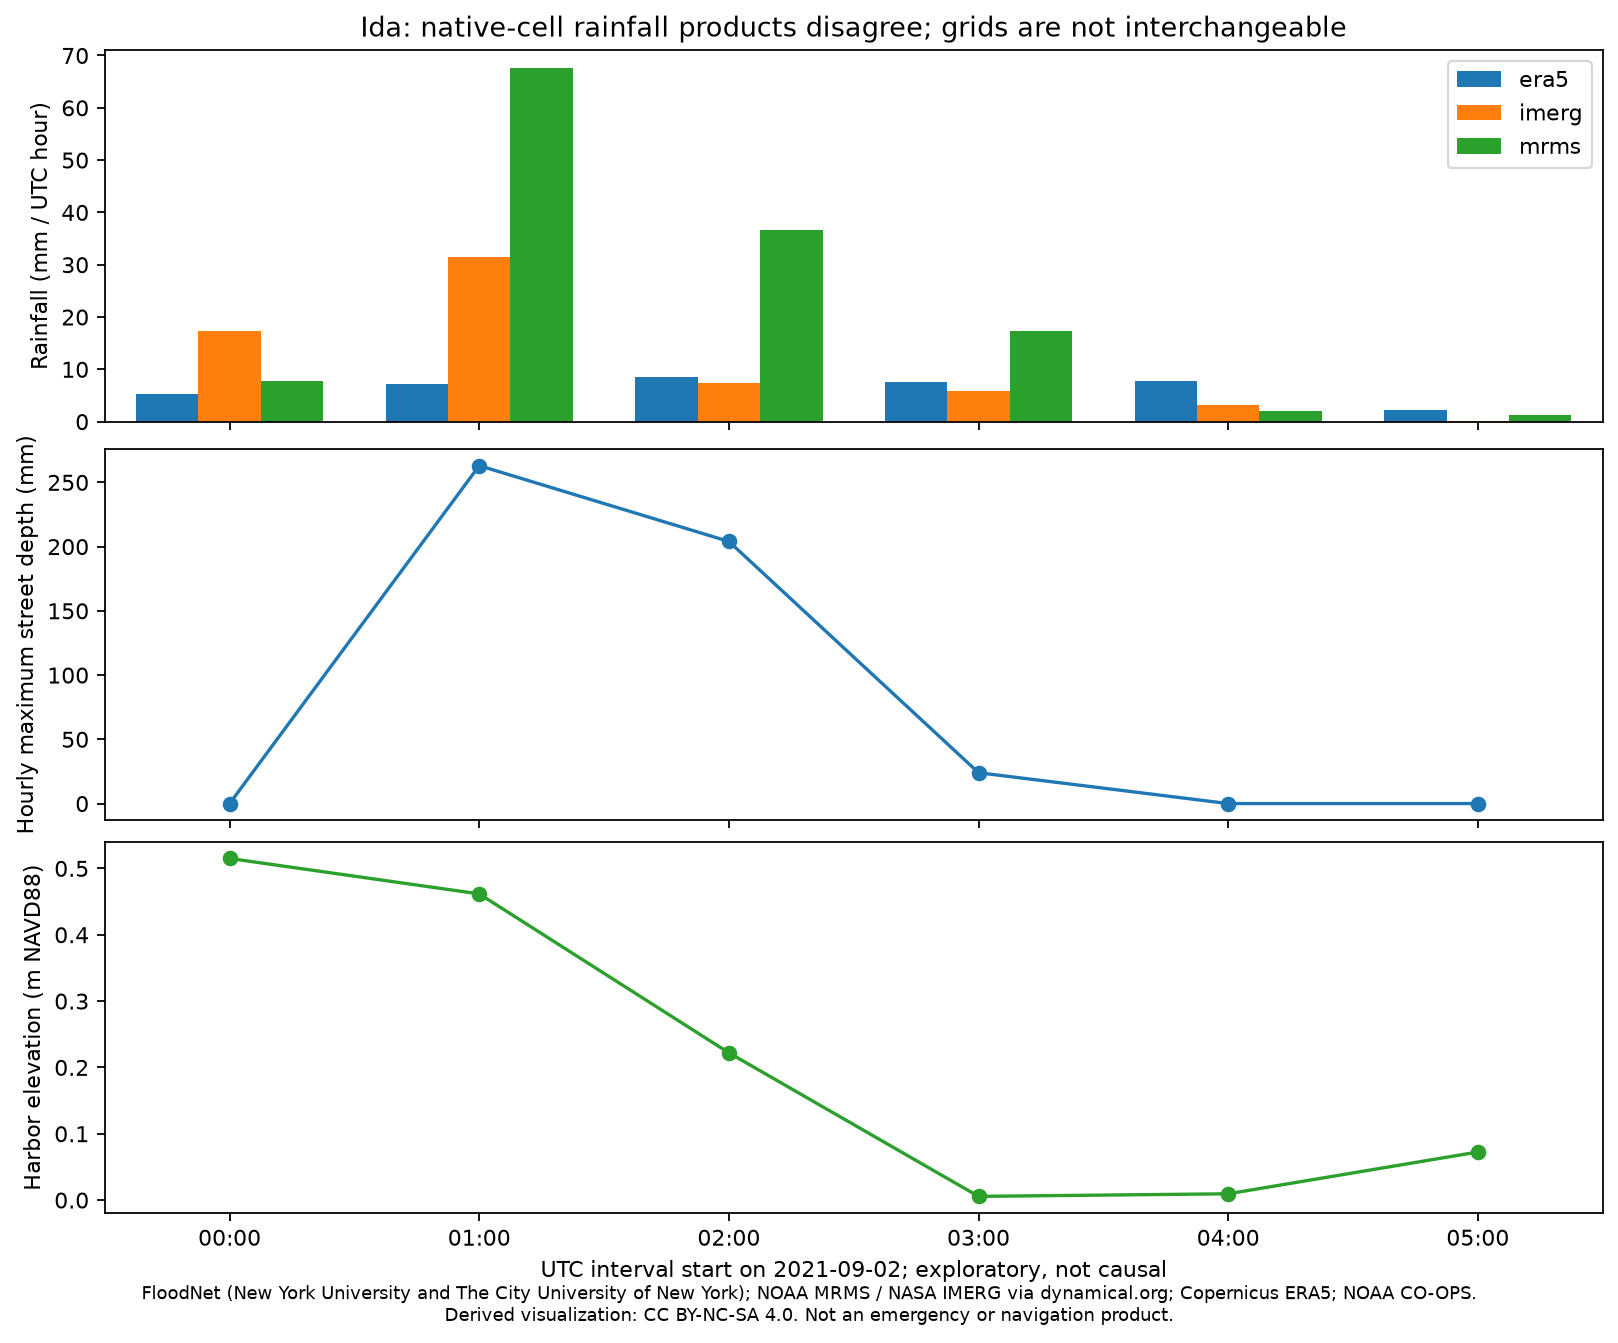 Ida: native-cell rainfall products disagree; grids are not interchangeable
Rainfall (mm / UTC hour)
70
60
50
40
30
20
10
0
era5
imerg
mrms
Hourly maximum street depth (mm)
250
200
150
100
50
0
Harbor elevation (m NAVD88)
0.5
0.4
0.3
0.2
0.1
0.0
00:00 01:00 02:00 03:00 04:00 05:00
UTC interval start on 2021-09-02; exploratory, not causal
FloodNet (New York University and The City University of New York); NOAA MRMS / NASA IMERG via dynamical.org; Copernicus ERA5; NOAA CO-OPS.
Derived visualization: CC BY-NC-SA 4.0. Not an emergency or navigation product.